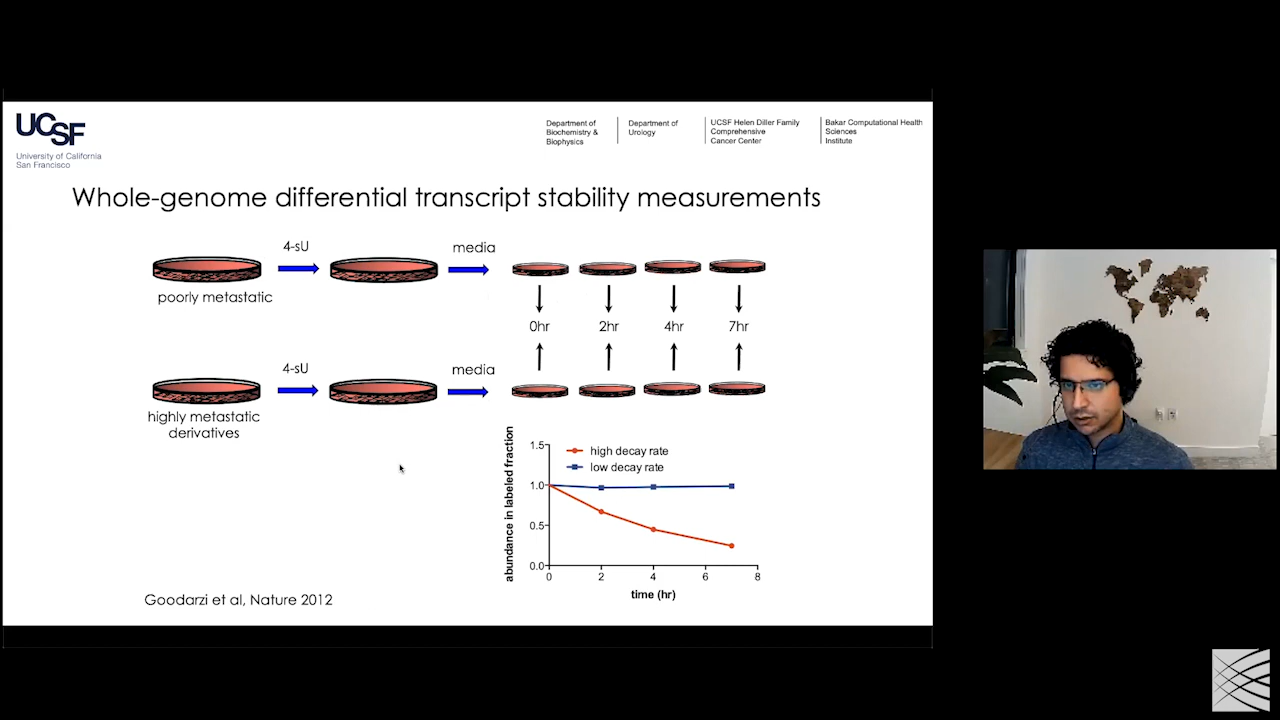 UCSF
University of California
San Francisco
Department of
Biochemistry &
Biophysics
Department of
Urology
UCSF Helen Diller Family
Comprehensive
Cancer Center
Bakar Computational Health
Sciences
Institute
Whole-genome differential transcript stability measurements
4-sU
media
poorly metastatic
0hr
2hr
4hr
7hr
4-sU
media
highly metastatic
derivatives
abundance in labeled fraction
1.5
1.0
0.5
0.0
high decay rate
low decay rate
0
2
4
6
8
time (hr)
Goodarzi et al, Nature 2012